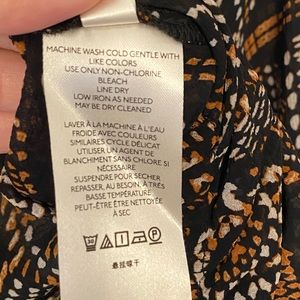 MACHINE WASH COLD GENTLE WITH
LIKE COLORS
USE ONLY NON-CHLORINE
BLEACH
LINE DRY
LOW IRON AS NEEDED
MAY BE DRY CLEANED
LAVER À LA MACHINE À L'EAU
FROIDE AVEC COULEURS
SIMILAIRES CYCLE DÉLICAT
UTILISER UN AGENT DE
BLANCHIMENT SANS CHLORE SI
NÉCESSAIRE.
SUSPENDRE POUR SÉCHER
REPASSER, AU BESOIN, À TRÈS
BASSE TEMPÉRATURE
PEUT-ÊTRE ÊTRE NETTOYÉE
À SEC
30
P
悬挂晾干